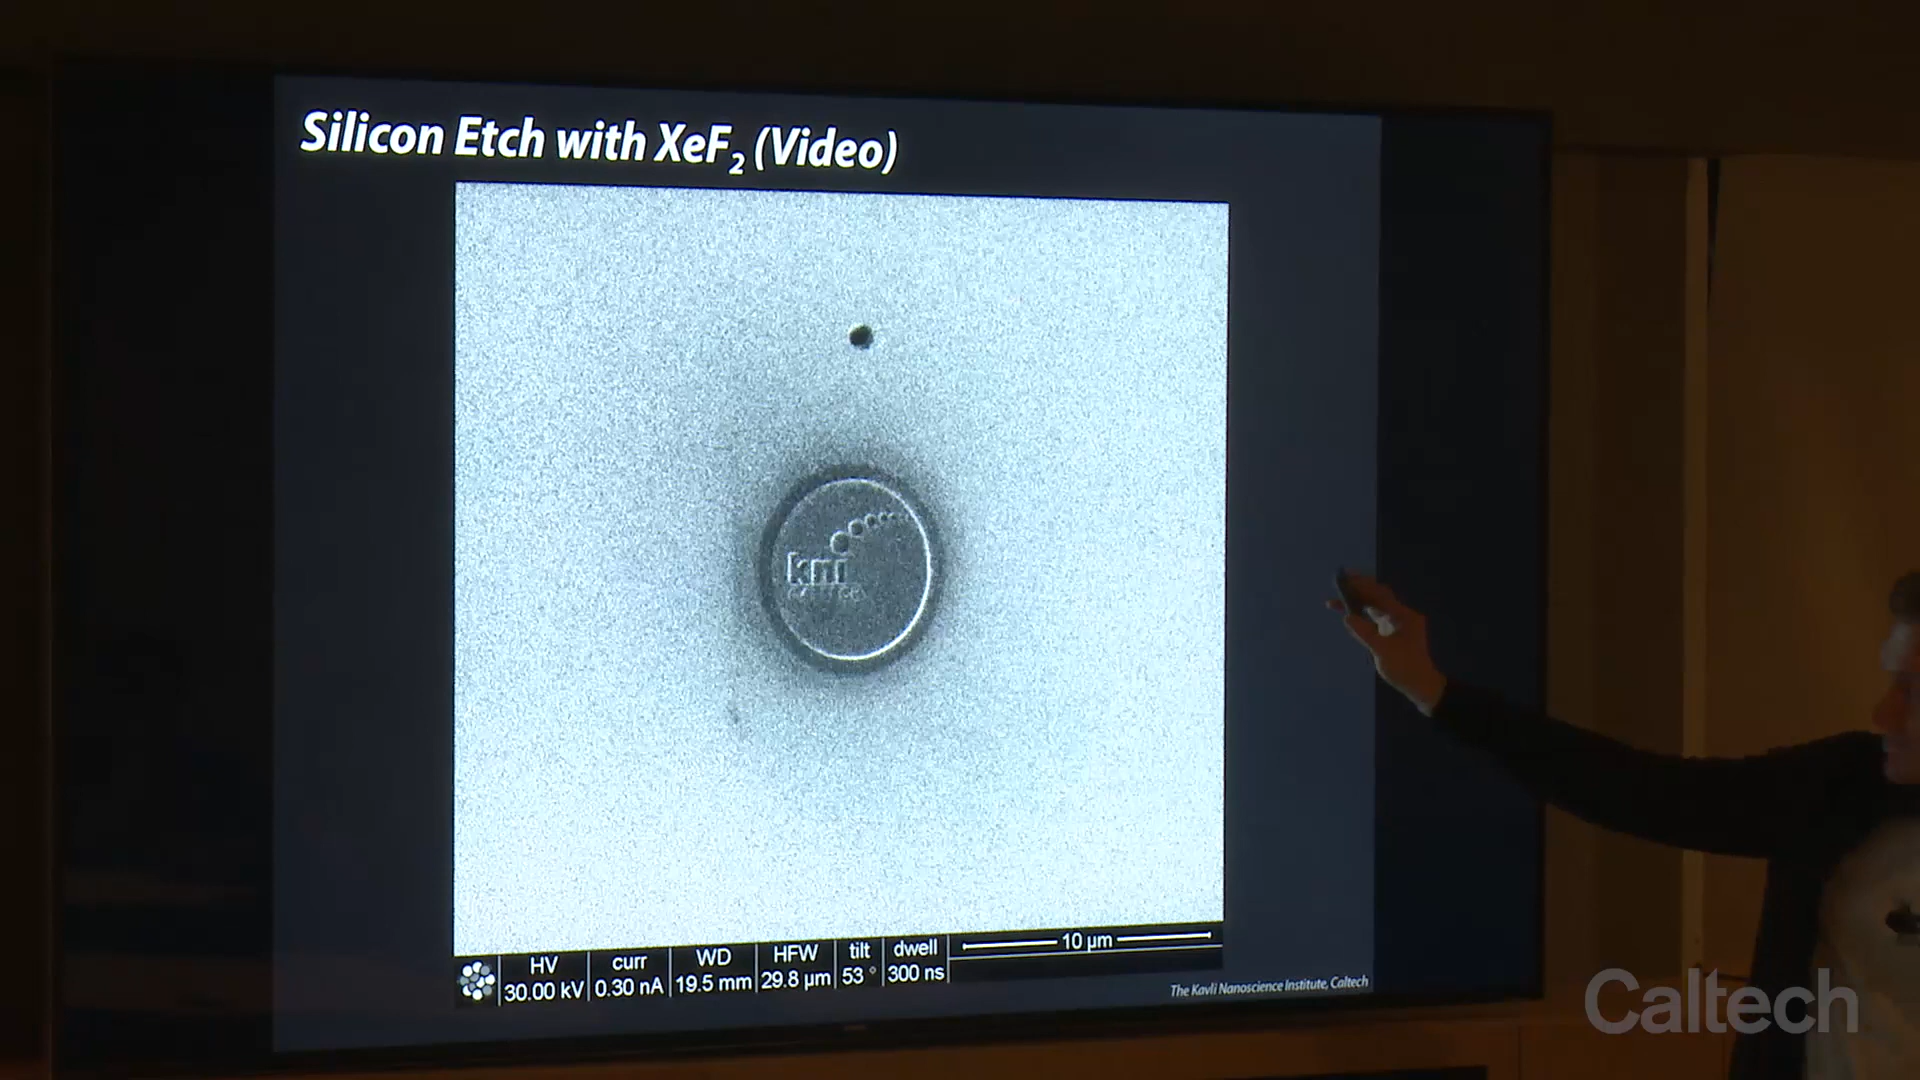 Silicon Etch with XeF2 (Video)
kni
HV curr WD HFW tilt dwell
30.00 kV 0.30 nA 19.5 mm 29.8 µm 53 ° 300 ns
10 µm
The Kavli Nanoscience Institute, Caltech
Caltech